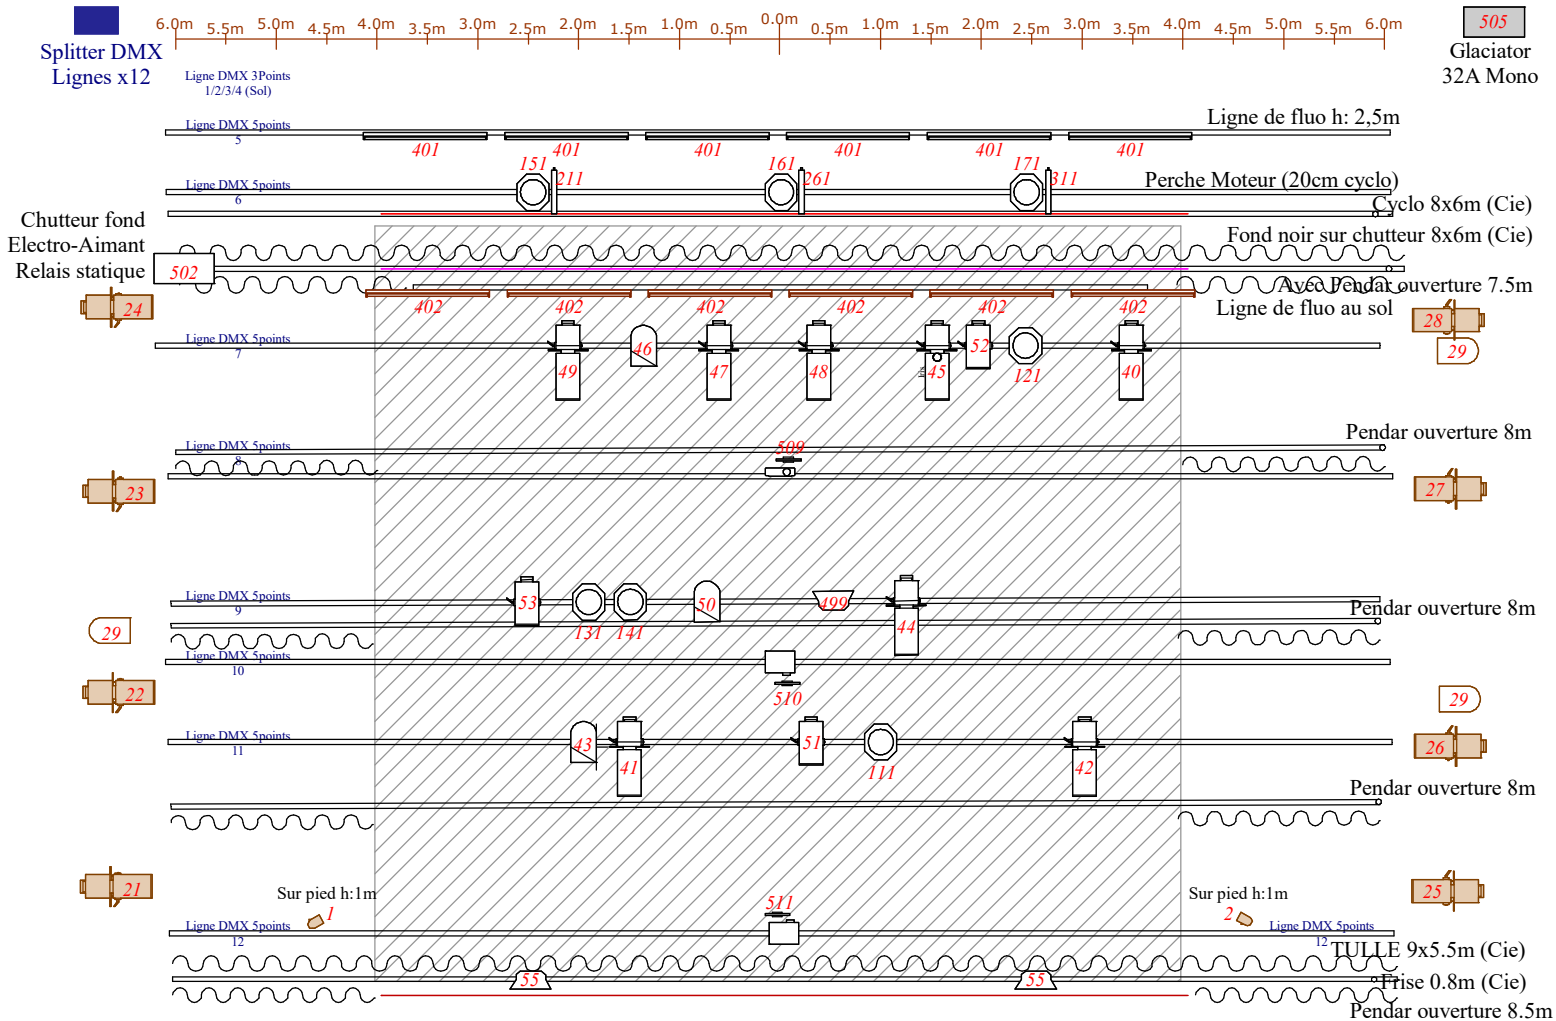 6.0m 5.5m 5.0m 4.5m 4.0m 3.5m 3.0m 2.5m 2.0m 1.5m 1.0m 0.5m 0.0m 0.5m 1.0m 1.5m 2.0m 2.5m 3.0m 3.5m 4.0m 4.5m 5.0m 5.5m 6.0m
Splitter DMX
Lignes x12
505
Glaciator
32A Mono
Ligne DMX 3Points
1/2/3/4 (Sol)
Ligne de fluo h: 2,5m
Ligne DMX 5points
5
401 401 401 401 401 401
151 211 161 261 171 311
Ligne DMX 5points
6
Perche Moteur (20cm cyclo)
Cyclo 8x6m (Cie)
Chutteur fond
Electro-Aimant
Relais statique
502
Fond noir sur chutteur 8x6m (Cie)
Avec Pendar ouverture 7.5m
402 402 402 402 402 402
Ligne de fluo au sol
24
28
29
Ligne DMX 5points
7
49 46 47 48 Iris 45 52 121 40
Pendar ouverture 8m
Ligne DMX 5points
8
509
23
27
Ligne DMX 5points
9
53 131 141 50 499 44
Pendar ouverture 8m
29
Ligne DMX 5points
10
510
22
29
Ligne DMX 5points
11
43 41 51 111 42
26
Pendar ouverture 8m
21
25
Sur pied h:1m
1
Sur pied h:1m
2
511
Ligne DMX 5points
12
Ligne DMX 5points
12
TULLE 9x5.5m (Cie)
55 55
Frise 0.8m (Cie)
Pendar ouverture 8.5m